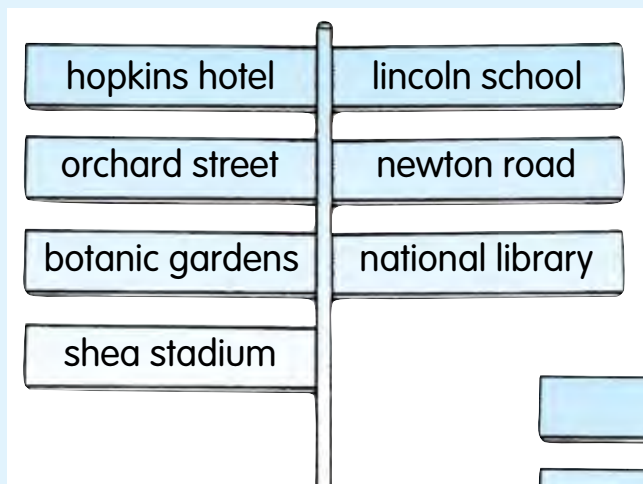 hopkins hotel
lincoln school
orchard street
newton road
botanic gardens
national library
shea stadium